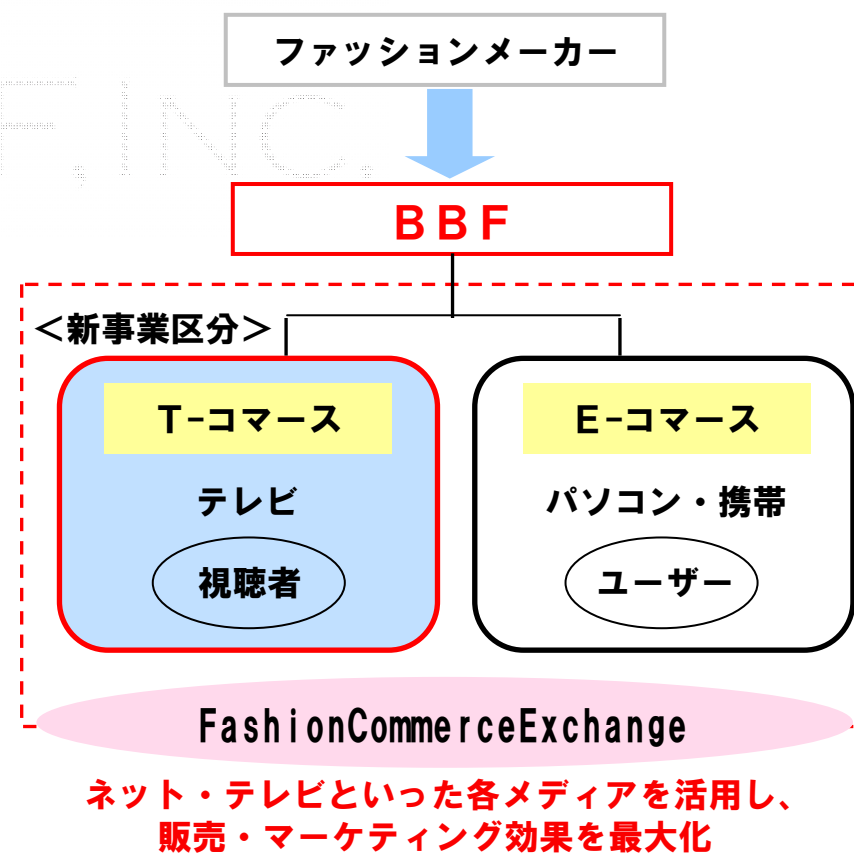 ファッションメーカー
F,INC.
ＢＢＦ
＜新事業区分＞
Ｔ-コマース
テレビ
視聴者
Ｅ-コマース
パソコン・携帯
ユーザー
FashionCommerceExchange
ネット・テレビといった各メディアを活用し、
販売・マーケティング効果を最大化